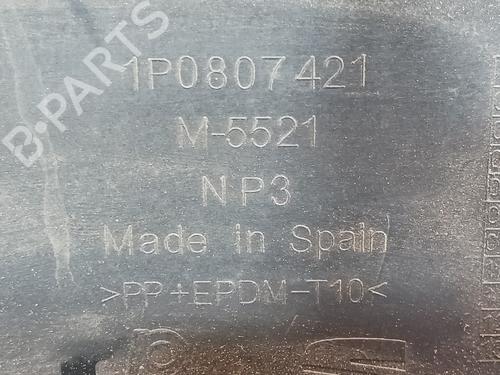 B-PARTS
1P0807421
M-5521
NP3
Made in Spain
>PP+EPDM-T10<